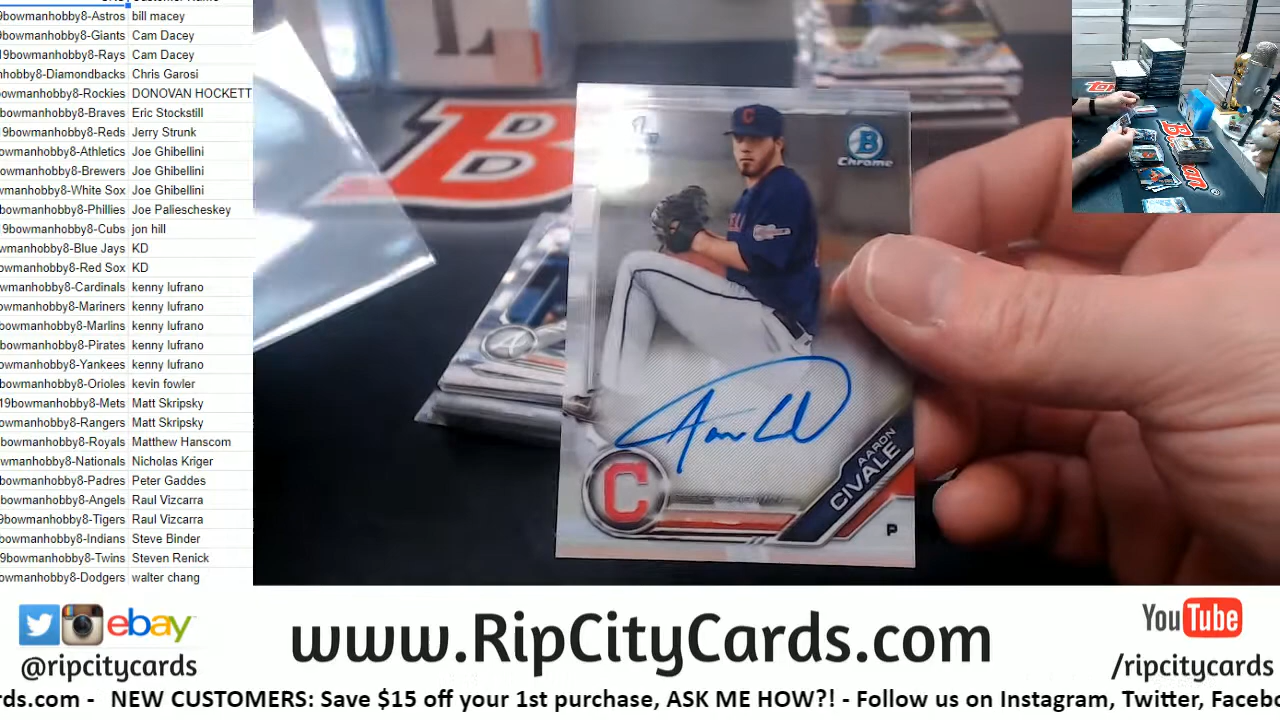 9bowmanhobby8-Astros bill macey
9bowmanhobby8-Giants Cam Dacey
19bowmanhobby8-Rays Cam Dacey
nhobby8-Diamondbacks Chris Garosi
bowmanhobby8-Rockies DONOVAN HOCKETT
bowmanhobby8-Braves Eric Stockstill
19bowmanhobby8-Reds Jerry Strunk
owmanhobby8-Athletics Joe Ghibellini
owmanhobby8-Brewers Joe Ghibellini
wmanhobby8-White Sox Joe Ghibellini
owmanhobby8-Phillies Joe Paliescheskey
9bowmanhobby8-Cubs jon hill
wmanhobby8-Blue Jays KD
wmanhobby8-Red Sox KD
wmanhobby8-Cardinals kenny lufrano
owmanhobby8-Mariners kenny lufrano
owmanhobby8-Marlins kenny lufrano
bowmanhobby8-Pirates kenny lufrano
owmanhobby8-Yankees kenny lufrano
bowmanhobby8-Orioles kevin fowler
19bowmanhobby8-Mets Matt Skripsky
owmanhobby8-Rangers Matt Skripsky
bowmanhobby8-Royals Matthew Hanscom
wmanhobby8-Nationals Nicholas Kriger
bowmanhobby8-Padres Peter Gaddes
bowmanhobby8-Angels Raul Vizcarra
9bowmanhobby8-Tigers Raul Vizcarra
bowmanhobby8-Indians Steve Binder
9bowmanhobby8-Twins Steven Renick
owmanhobby8-Dodgers walter chang
B
C
B
Chrome
C
AARON
CIVALE
P
ebay
@ripcitycards
www.RipCityCards.com
YouTube
/ripcitycards
rds.com - NEW CUSTOMERS: Save $15 off your 1st purchase, ASK ME HOW?! - Follow us on Instagram, Twitter, Facebo